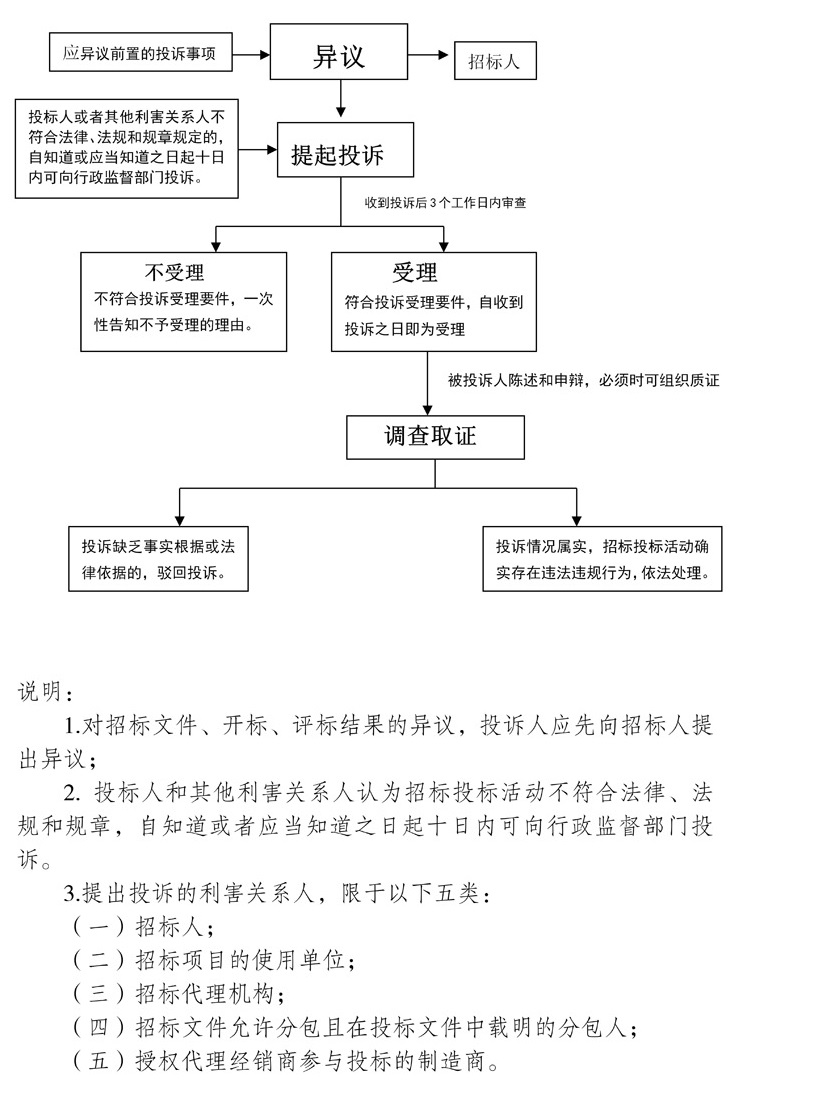 应异议前置的投诉事项
异议
招标人
投标人或者其他利害关系人不
符合法律、法规和规章规定的，
自知道或应当知道之日起十日
内可向行政监督部门投诉。
提起投诉
收到投诉后 3 个工作日内审查
不受理
不符合投诉受理要件，一次
性告知不予受理的理由。
受理
符合投诉受理要件，自收到
投诉之日即为受理
被投诉人陈述和申辩，必须时可组织质证
调查取证
投诉缺乏事实根据或法
律依据的，驳回投诉。
投诉情况属实，招标投标活动确
实存在违法违规行为，依法处理。
说明：
1.对招标文件、开标、评标结果的异议，投诉人应先向招标人提
出异议；
2. 投标人和其他利害关系人认为招标投标活动不符合法律、法
规和规章，自知道或者应当知道之日起十日内可向行政监督部门投
诉。
3.提出投诉的利害关系人，限于以下五类：
（一）招标人；
（二）招标项目的使用单位；
（三）招标代理机构；
（四）招标文件允许分包且在投标文件中载明的分包人；
（五）授权代理经销商参与投标的制造商。